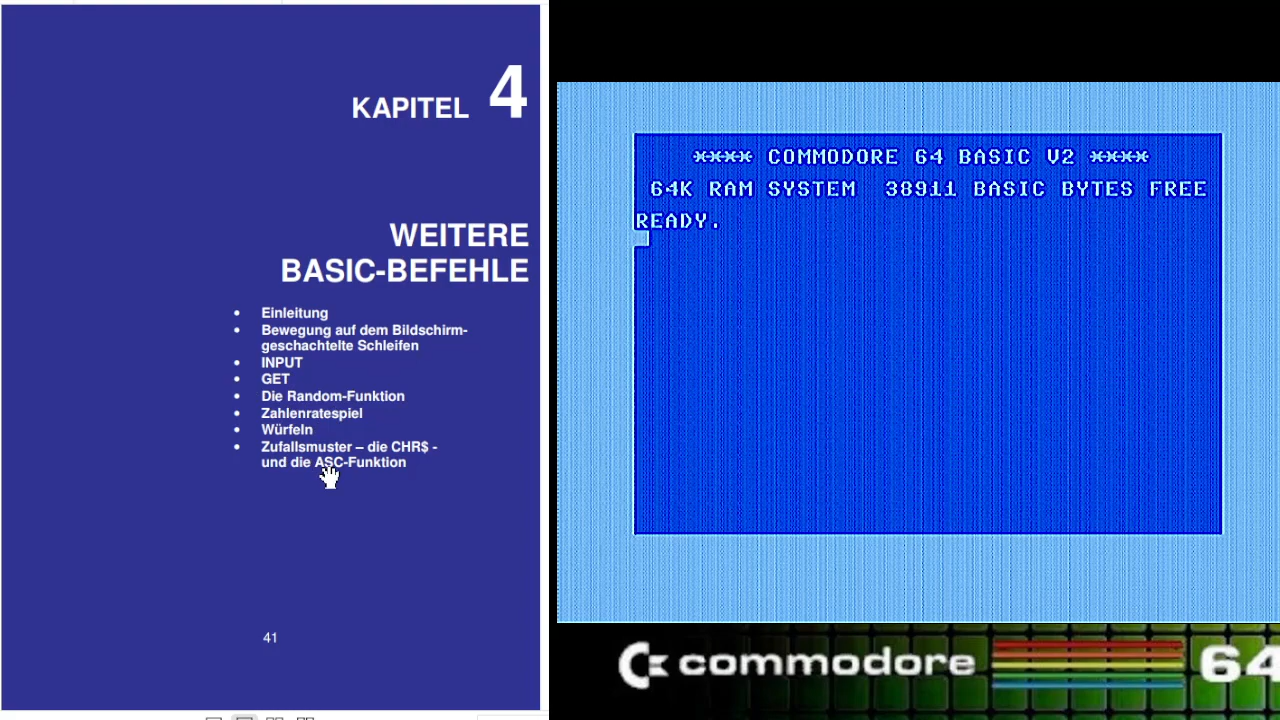 KAPITEL 4
WEITERE
BASIC-BEFEHLE
• Einleitung
• Bewegung auf dem Bildschirm-
geschachtelte Schleifen
• INPUT
• GET
• Die Random-Funktion
• Zahlenratespiel
• Würfeln
• Zufallsmuster – die CHR$ -
und die ASC-Funktion
41
**** COMMODORE 64 BASIC V2 ****
64K RAM SYSTEM 38911 BASIC BYTES FREE
READY.
commodore 64